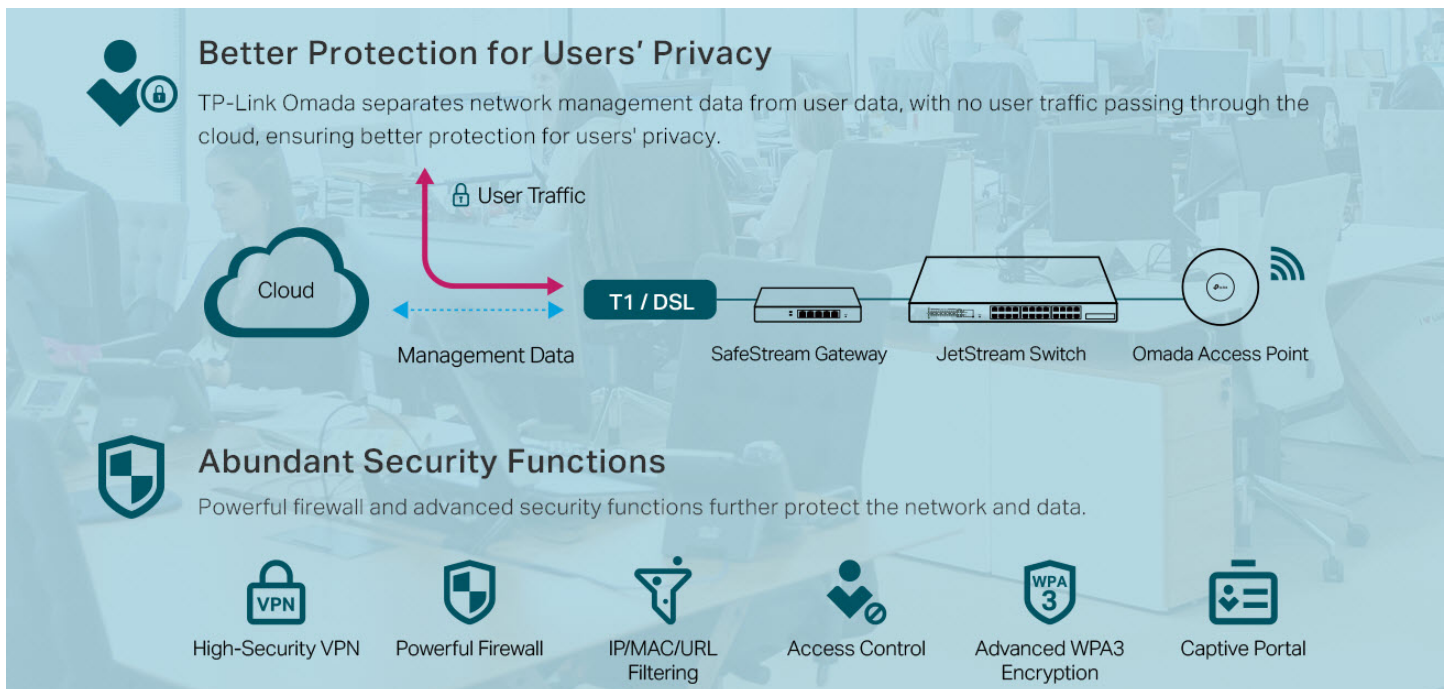 Better Protection for Users' Privacy
TP-Link Omada separates network management data from user data, with no user traffic passing through the
cloud, ensuring better protection for users' privacy.
User Traffic
Cloud
T1 / DSL
Management Data
SafeStream Gateway
JetStream Switch
Omada Access Point
Abundant Security Functions
Powerful firewall and advanced security functions further protect the network and data.
VPN
WPA
3
High-Security VPN
Powerful Firewall
IP/MAC/URL
Filtering
Access Control
Advanced WPA3
Encryption
Captive Portal